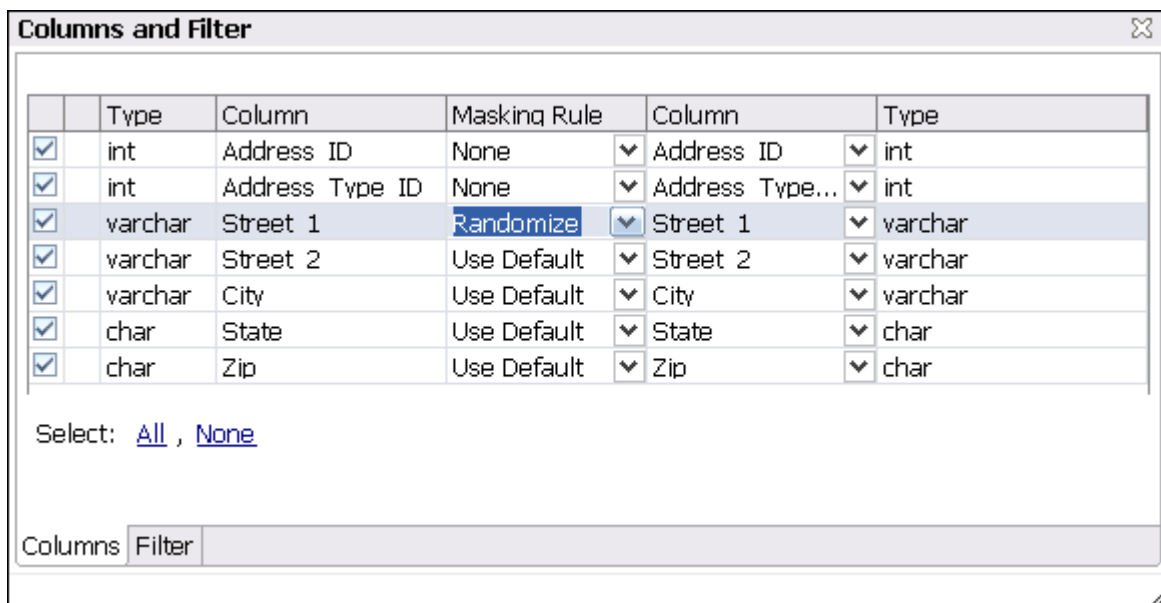 Columns and Filter
Type Column Masking Rule Column Type
int Address ID None Address ID int
int Address Type ID None Address Type... int
varchar Street 1 Randomize Street 1 varchar
varchar Street 2 Use Default Street 2 varchar
varchar City Use Default City varchar
char State Use Default State char
char Zip Use Default Zip char
Select: All , None
Columns Filter